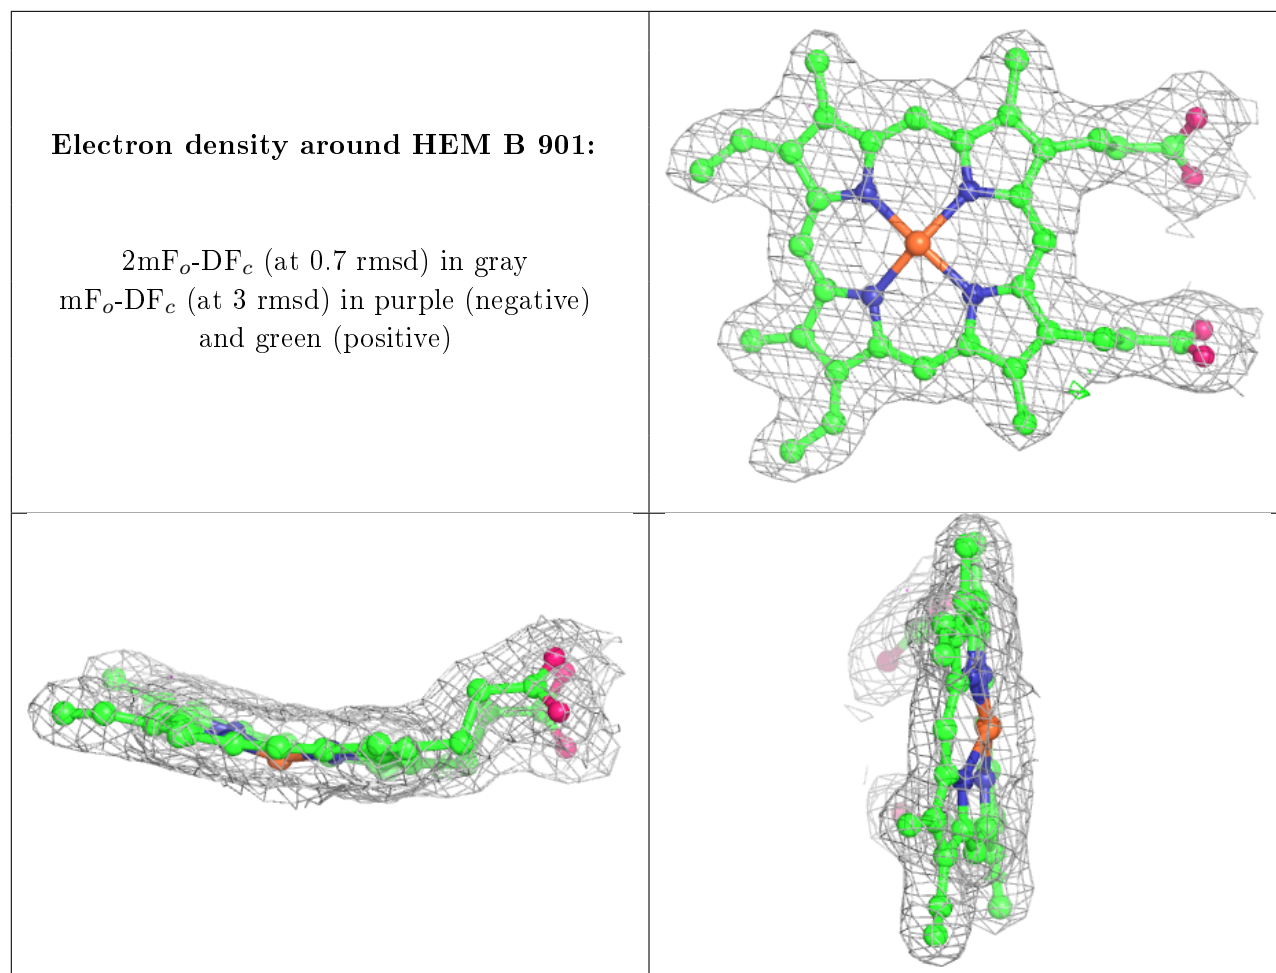 Electron density around HEM B 901:
2mFₒ-DF𝒸 (at 0.7 rmsd) in gray
mFₒ-DF𝒸 (at 3 rmsd) in purple (negative)
and green (positive)